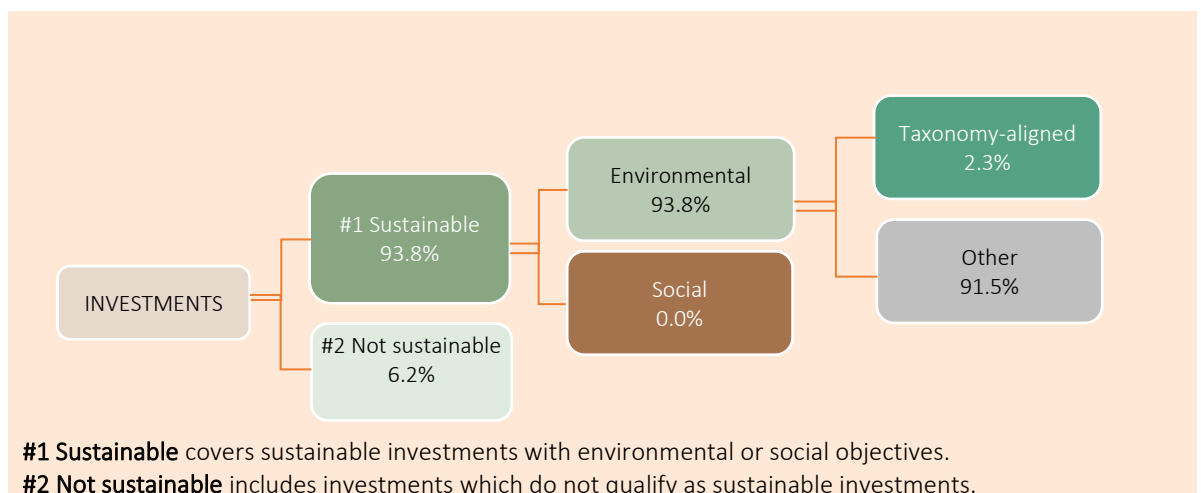 Taxonomy-aligned
2.3%
Environmental
93.8%
#1 Sustainable
93.8%
Other
91.5%
INVESTMENTS
Social
0.0%
#2 Not sustainable
6.2%
#1 Sustainable covers sustainable investments with environmental or social objectives.
#2 Not sustainable includes investments which do not qualify as sustainable investments.